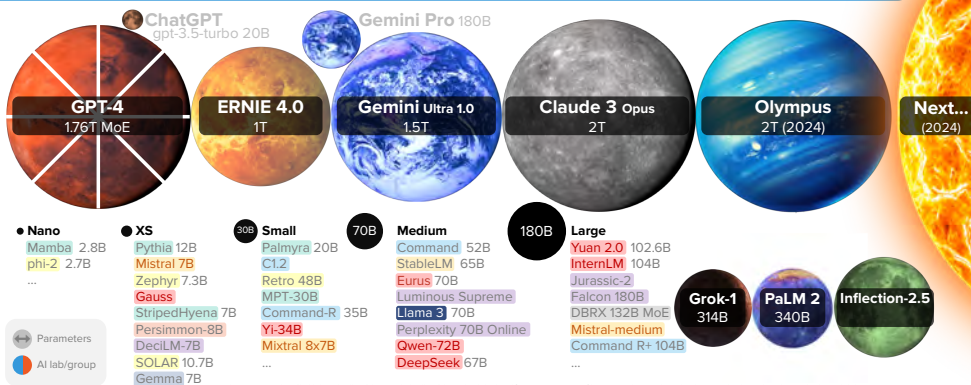 ChatGPT
gpt-3.5-turbo 20B
Gemini Pro 180B
GPT-4
1.76T MoE
ERNIE 4.0
1T
Gemini Ultra 1.0
1.5T
Claude 3 Opus
2T
Olympus
2T (2024)
Next...
(2024)
Nano
Mamba 2.8B
phi-2 2.7B
...
XS
Pythia 12B
Mistral 7B
Zephyr 7.3B
Gauss
StripedHyena 7B
Persimmon-8B
DeciLM-7B
SOLAR 10.7B
Gemma 7B
30B
Small
Palmyra 20B
C1.2
Retro 48B
MPT-30B
Command-R 35B
Yi-34B
Mixtral 8x7B
...
70B
Medium
Command 52B
StableLM 65B
Eurus 70B
Luminous Supreme
Llama 3 70B
Perplexity 70B Online
Qwen-72B
DeepSeek 67B
180B
Large
Yuan 2.0 102.6B
InternLM 104B
Jurassic-2
Falcon 180B
DBRX 132B MoE
Mistral-medium
Command R+ 104B
...
Grok-1
314B
PaLM 2
340B
Inflection-2.5
Parameters
AI lab/group